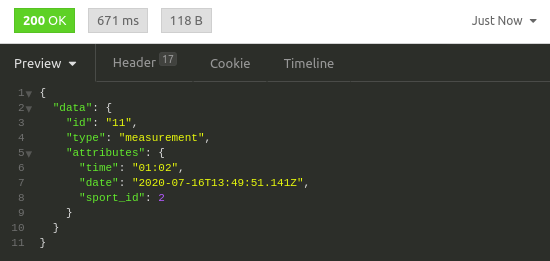 200 OK 671 ms 118 B Just Now
Preview Header 17 Cookie Timeline
1 {
2 "data": {
3 "id": "11",
4 "type": "measurement",
5 "attributes": {
6 "time": "01:02",
7 "date": "2020-07-16T13:49:51.141Z",
8 "sport_id": 2
9 }
10 }
11 }